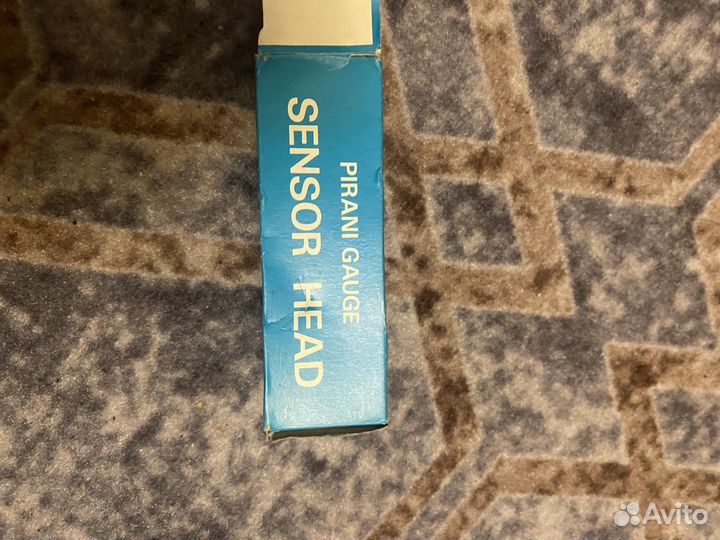 PIRANI GAUGE
SENSOR HEAD
Avito